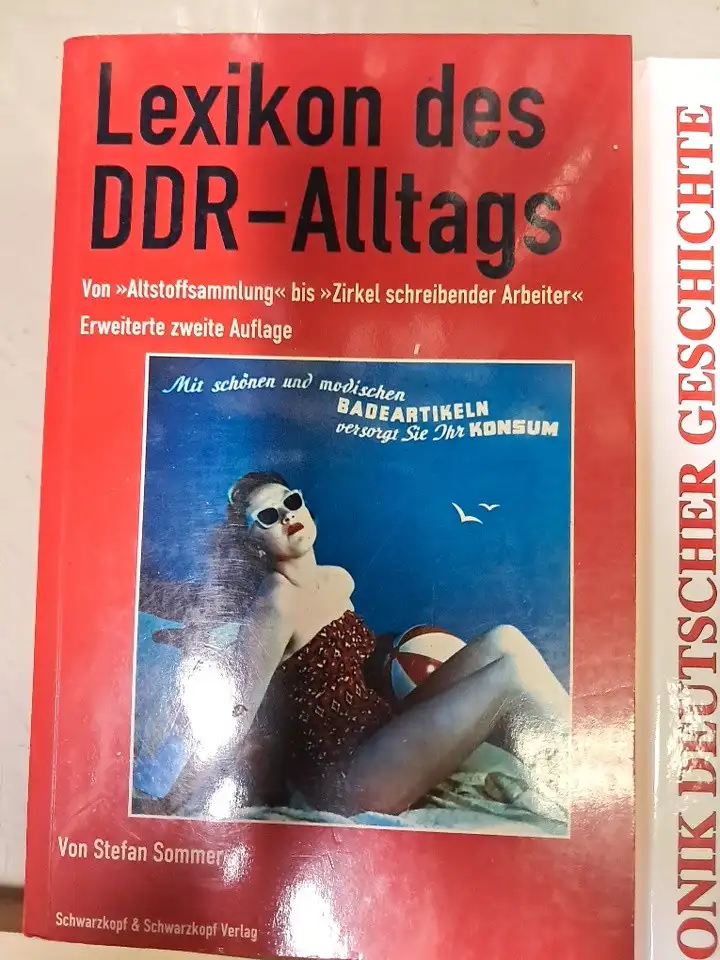 Lexikon des
DDR-Alltags
Von »Altstoffsammlung« bis »Zirkel schreibender Arbeiter«
Erweiterte zweite Auflage
Mit schönen und modischen
BADEARTIKELN
versorgt Sie Ihr KONSUM
Von Stefan Sommer
Schwarzkopf & Schwarzkopf Verlag
ONIK DEUTSCHER GESCHICHTE